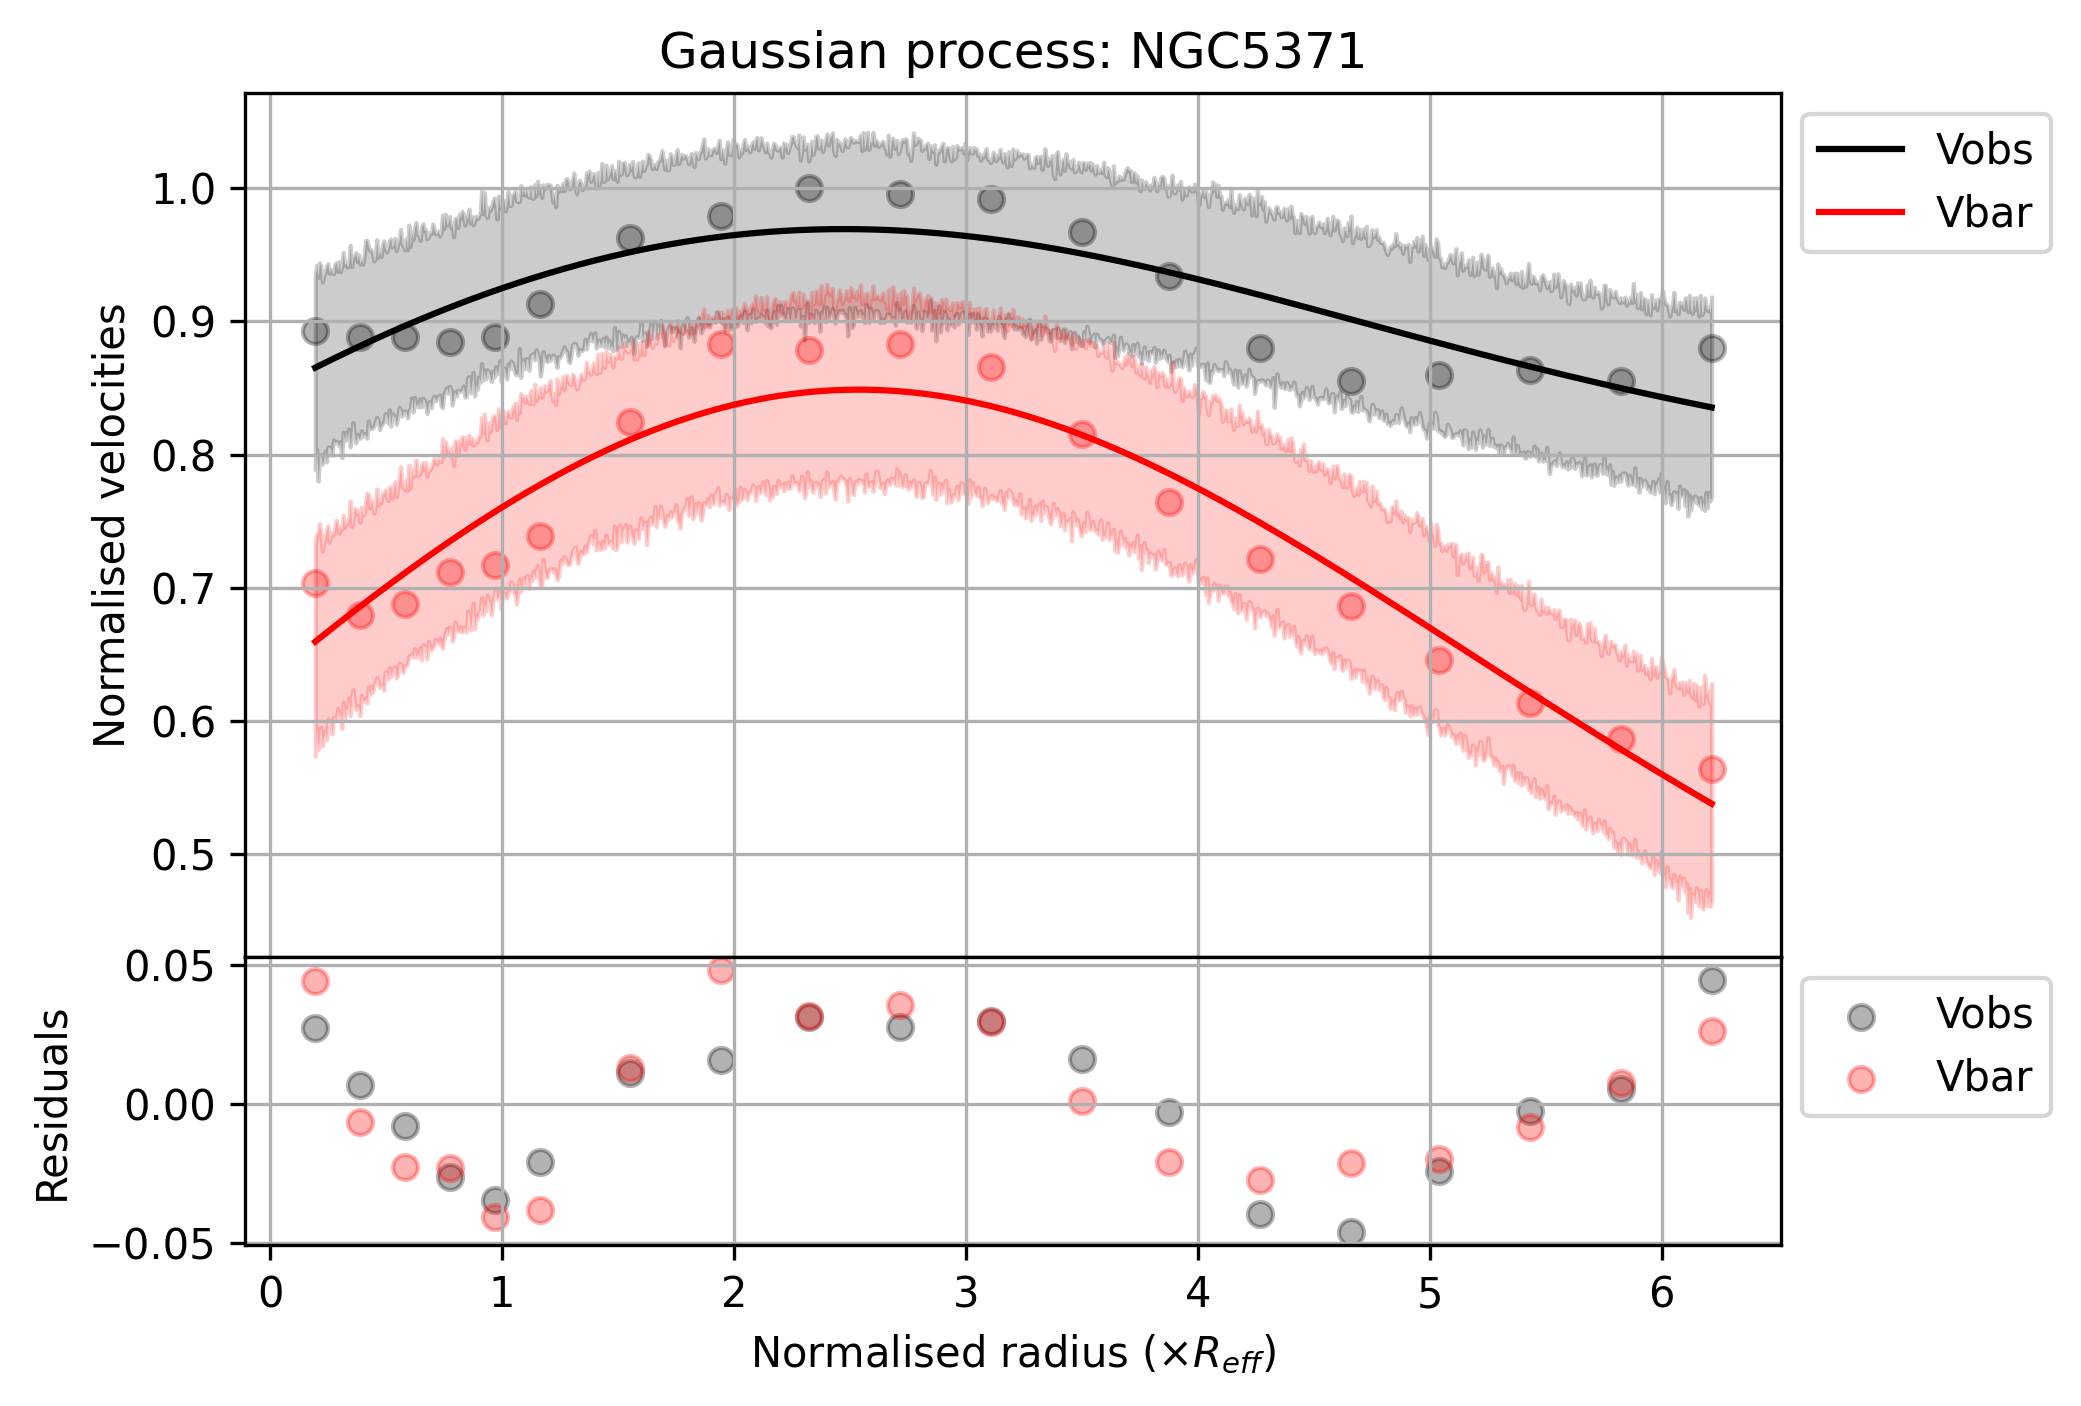 Gaussian process: NGC5371
Normalised velocities
1.0
0.9
0.8
0.7
0.6
0.5
Vobs
Vbar
Residuals
0.05
0.00
−0.05
Vobs
Vbar
0 1 2 3 4 5 6
Normalised radius (×R_eff)